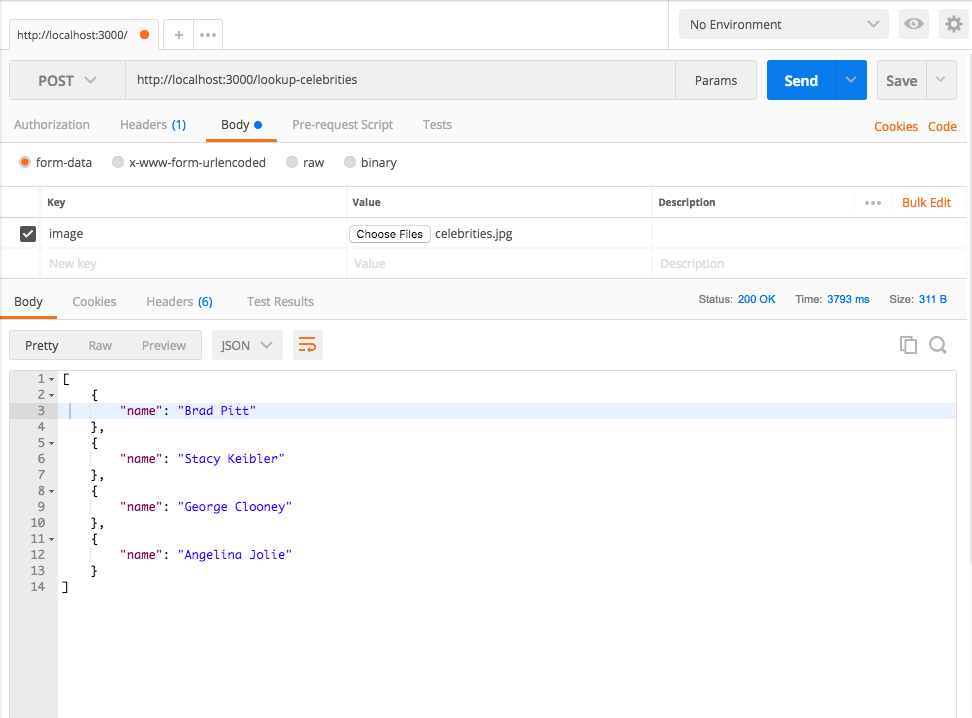 http://localhost:3000/ + ••• No Environment
POST http://localhost:3000/lookup-celebrities Params Send Save
Authorization Headers (1) Body Pre-request Script Tests Cookies Code
form-data x-www-form-urlencoded raw binary
Key Value Description ••• Bulk Edit
image Choose Files celebrities.jpg
New key Value Description
Body Cookies Headers (6) Test Results Status: 200 OK Time: 3793 ms Size: 311 B
Pretty Raw Preview JSON
1 [
2 {
3 "name": "Brad Pitt"
4 },
5 {
6 "name": "Stacy Keibler"
7 },
8 {
9 "name": "George Clooney"
10 },
11 {
12 "name": "Angelina Jolie"
13 }
14 ]